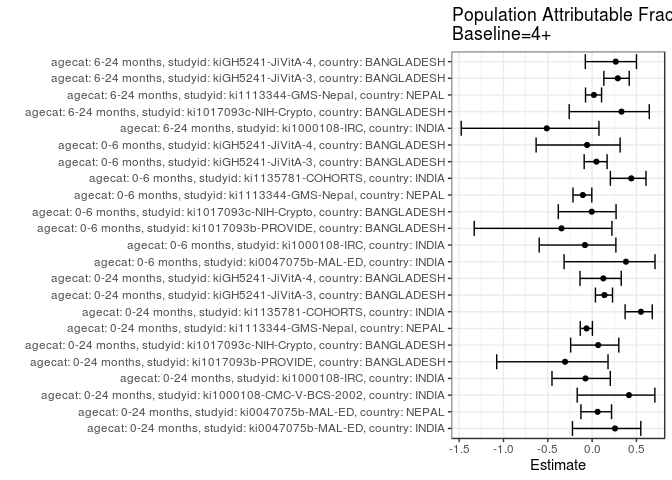 Population Attributable Frac
Baseline=4+
agecat: 6-24 months, studyid: kiGH5241-JiVitA-4, country: BANGLADESH
agecat: 6-24 months, studyid: kiGH5241-JiVitA-3, country: BANGLADESH
agecat: 6-24 months, studyid: ki1113344-GMS-Nepal, country: NEPAL
agecat: 6-24 months, studyid: ki1017093c-NIH-Crypto, country: BANGLADESH
agecat: 6-24 months, studyid: ki1000108-IRC, country: INDIA
agecat: 0-6 months, studyid: kiGH5241-JiVitA-4, country: BANGLADESH
agecat: 0-6 months, studyid: kiGH5241-JiVitA-3, country: BANGLADESH
agecat: 0-6 months, studyid: ki1135781-COHORTS, country: INDIA
agecat: 0-6 months, studyid: ki1113344-GMS-Nepal, country: NEPAL
agecat: 0-6 months, studyid: ki1017093c-NIH-Crypto, country: BANGLADESH
agecat: 0-6 months, studyid: ki1017093b-PROVIDE, country: BANGLADESH
agecat: 0-6 months, studyid: ki1000108-IRC, country: INDIA
agecat: 0-6 months, studyid: ki0047075b-MAL-ED, country: INDIA
agecat: 0-24 months, studyid: kiGH5241-JiVitA-4, country: BANGLADESH
agecat: 0-24 months, studyid: kiGH5241-JiVitA-3, country: BANGLADESH
agecat: 0-24 months, studyid: ki1135781-COHORTS, country: INDIA
agecat: 0-24 months, studyid: ki1113344-GMS-Nepal, country: NEPAL
agecat: 0-24 months, studyid: ki1017093c-NIH-Crypto, country: BANGLADESH
agecat: 0-24 months, studyid: ki1017093b-PROVIDE, country: BANGLADESH
agecat: 0-24 months, studyid: ki1000108-IRC, country: INDIA
agecat: 0-24 months, studyid: ki1000108-CMC-V-BCS-2002, country: INDIA
agecat: 0-24 months, studyid: ki0047075b-MAL-ED, country: NEPAL
agecat: 0-24 months, studyid: ki0047075b-MAL-ED, country: INDIA
-1.5 -1.0 -0.5 0.0 0.5
Estimate